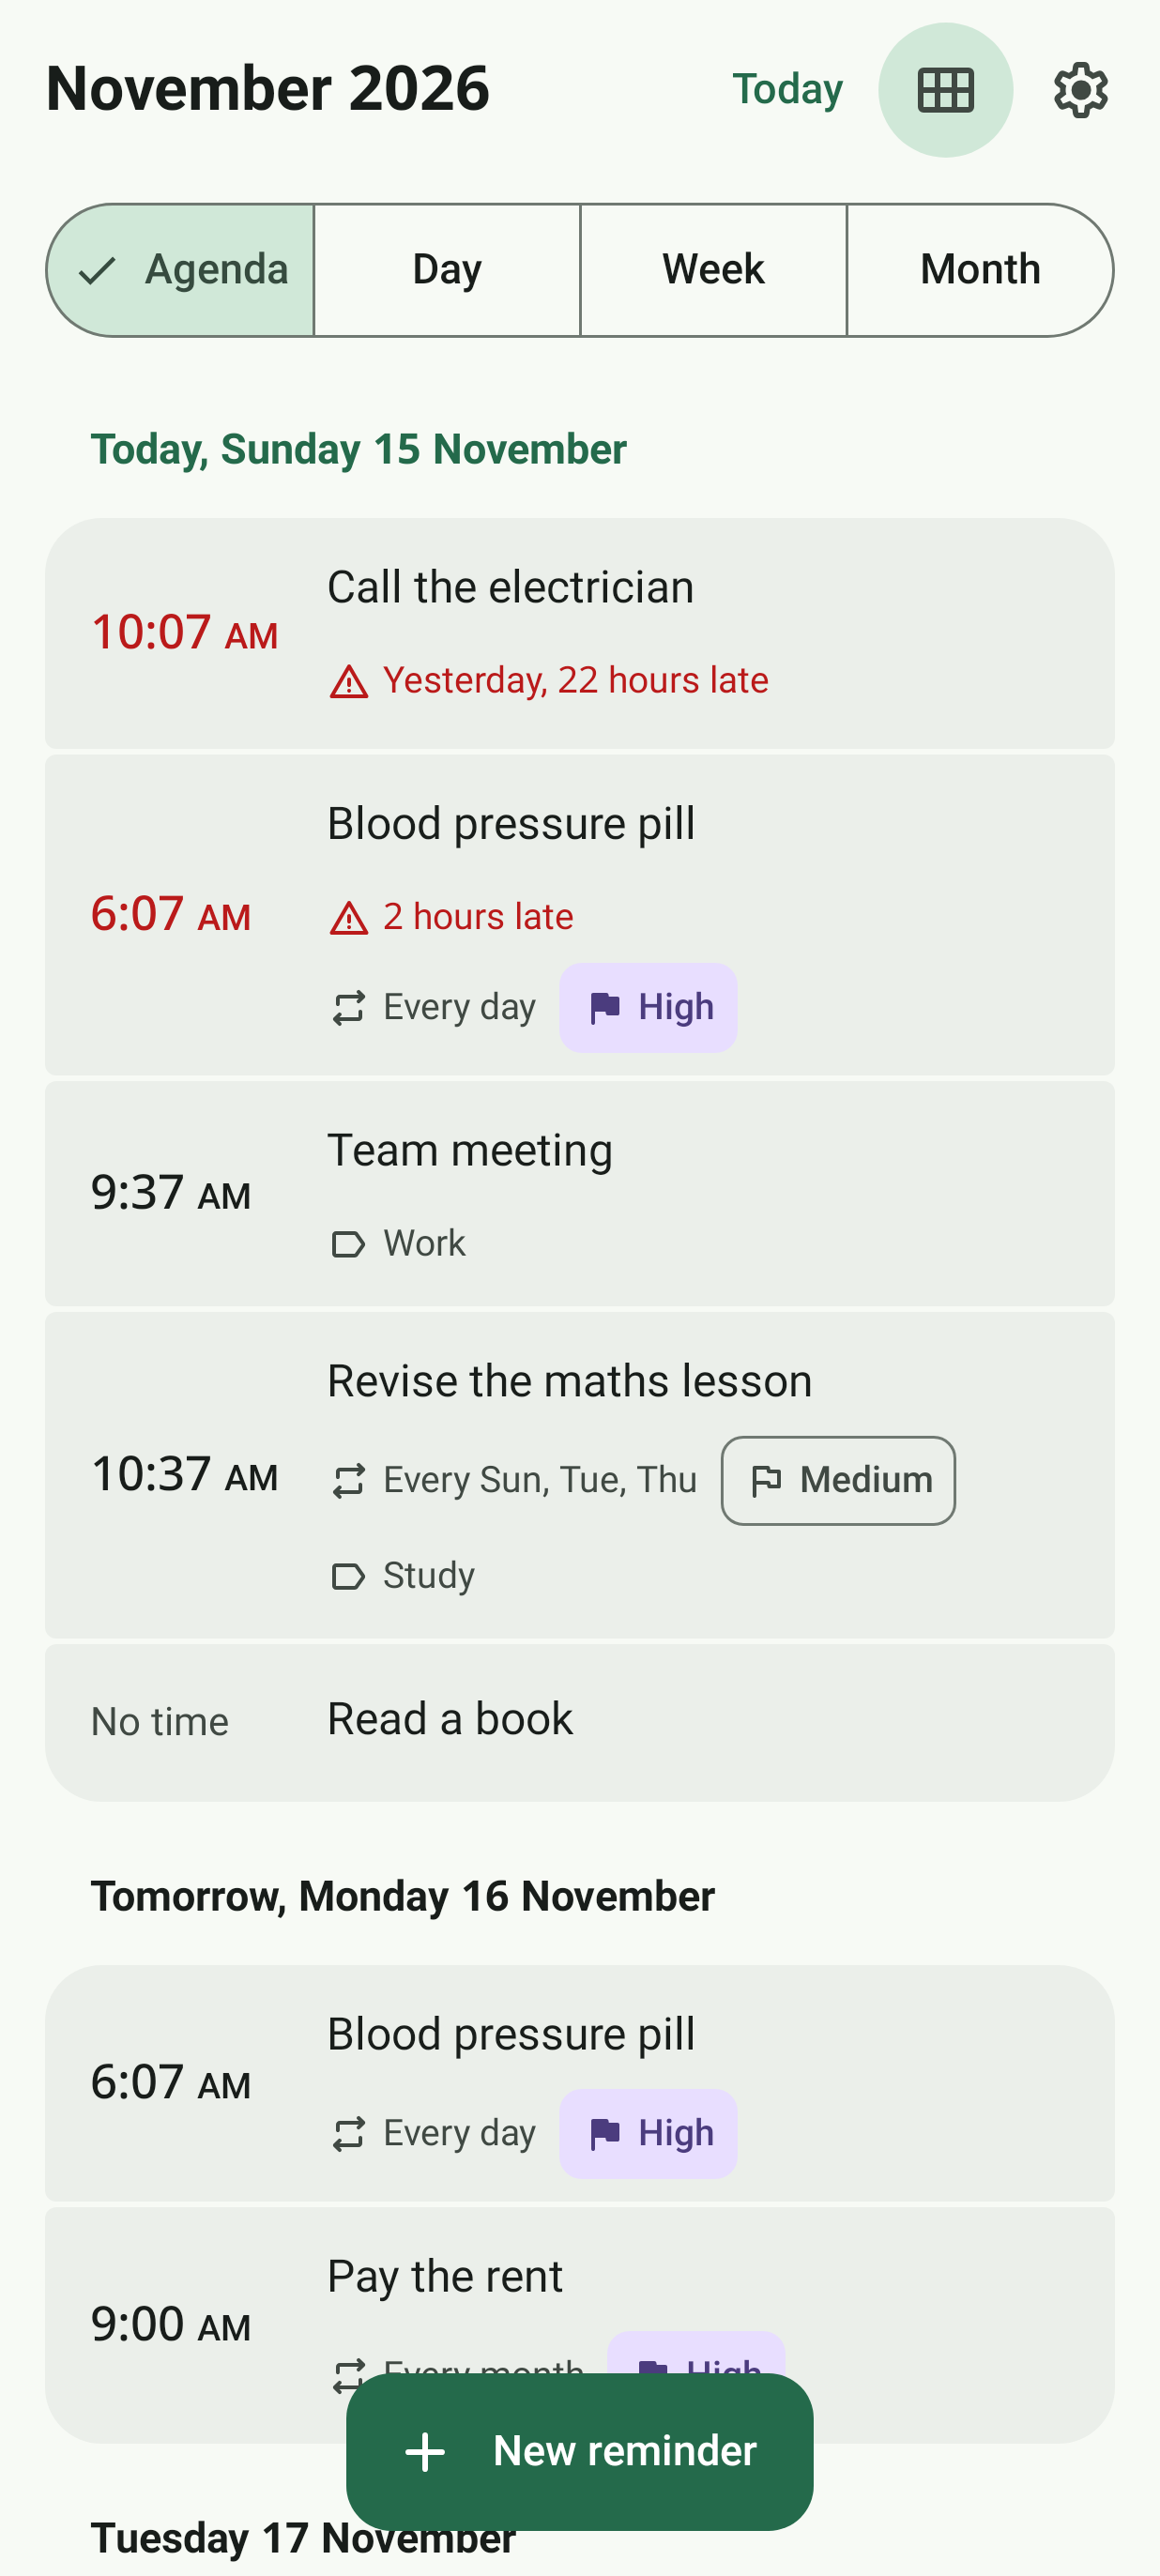 November 2026
Today
Agenda
Day
Week
Month
Today, Sunday 15 November
10:07 AM
Call the electrician
Yesterday, 22 hours late
6:07 AM
Blood pressure pill
2 hours late
Every day
High
9:37 AM
Team meeting
Work
10:37 AM
Revise the maths lesson
Every Sun, Tue, Thu
Medium
Study
No time
Read a book
Tomorrow, Monday 16 November
6:07 AM
Blood pressure pill
Every day
High
9:00 AM
Pay the rent
Every month
High
New reminder
Tuesday 17 November